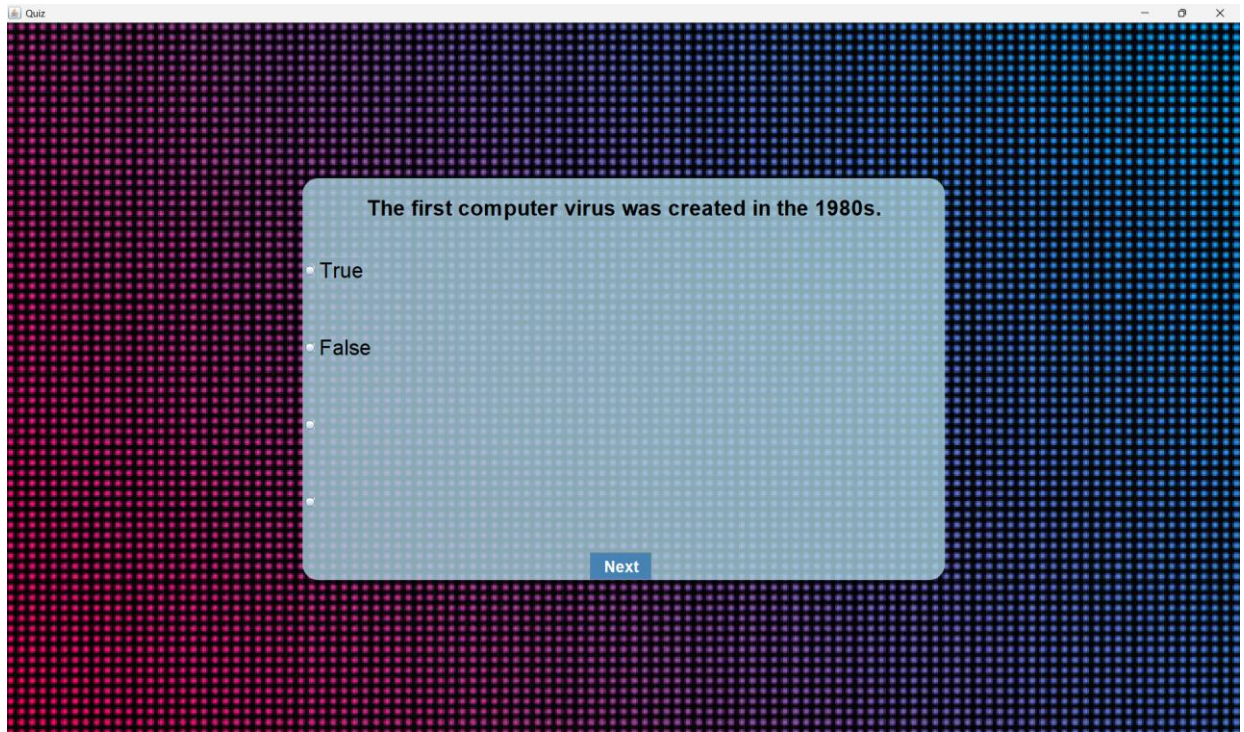 Quiz
The first computer virus was created in the 1980s.
True
False
Next